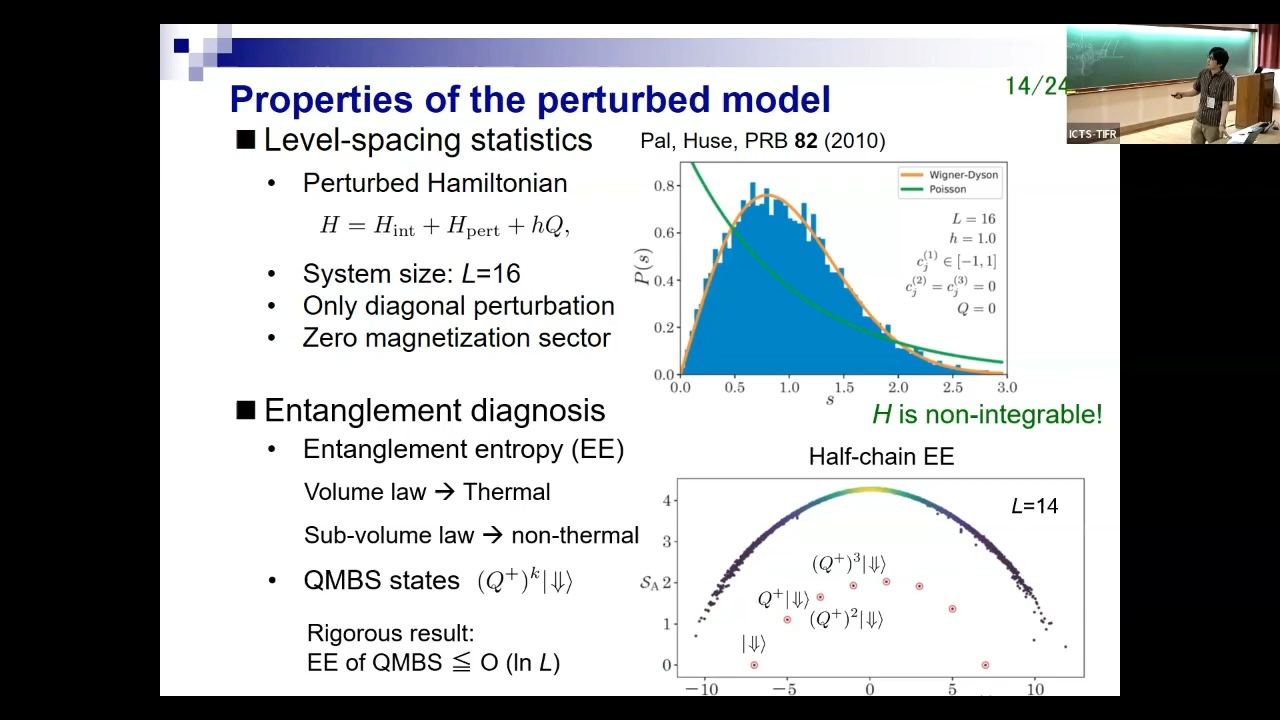 14/24
ICTS-TIFR
Properties of the perturbed model
■ Level-spacing statistics
• Perturbed Hamiltonian
H = H_int + H_pert + hQ,
• System size: L=16
• Only diagonal perturbation
• Zero magnetization sector
Pal, Huse, PRB 82 (2010)
Wigner-Dyson
Poisson
L = 16
h = 1.0
c_j^(1) ∈ [−1, 1]
c_j^(2) = c_j^(3) = 0
Q = 0
P(s)
0.8
0.6
0.4
0.2
0.0
0.0 0.5 1.0 1.5 2.0 2.5 3.0
s
H is non-integrable!
■ Entanglement diagnosis
• Entanglement entropy (EE)
Volume law → Thermal
Sub-volume law → non-thermal
• QMBS states (Q⁺)^k|⇓⟩
Rigorous result:
EE of QMBS ≦ O (ln L)
Half-chain EE
L=14
S_A
4
3
2
1
0
(Q⁺)³|⇓⟩
Q⁺|⇓⟩
(Q⁺)²|⇓⟩
|⇓⟩
−10 −5 0 5 10